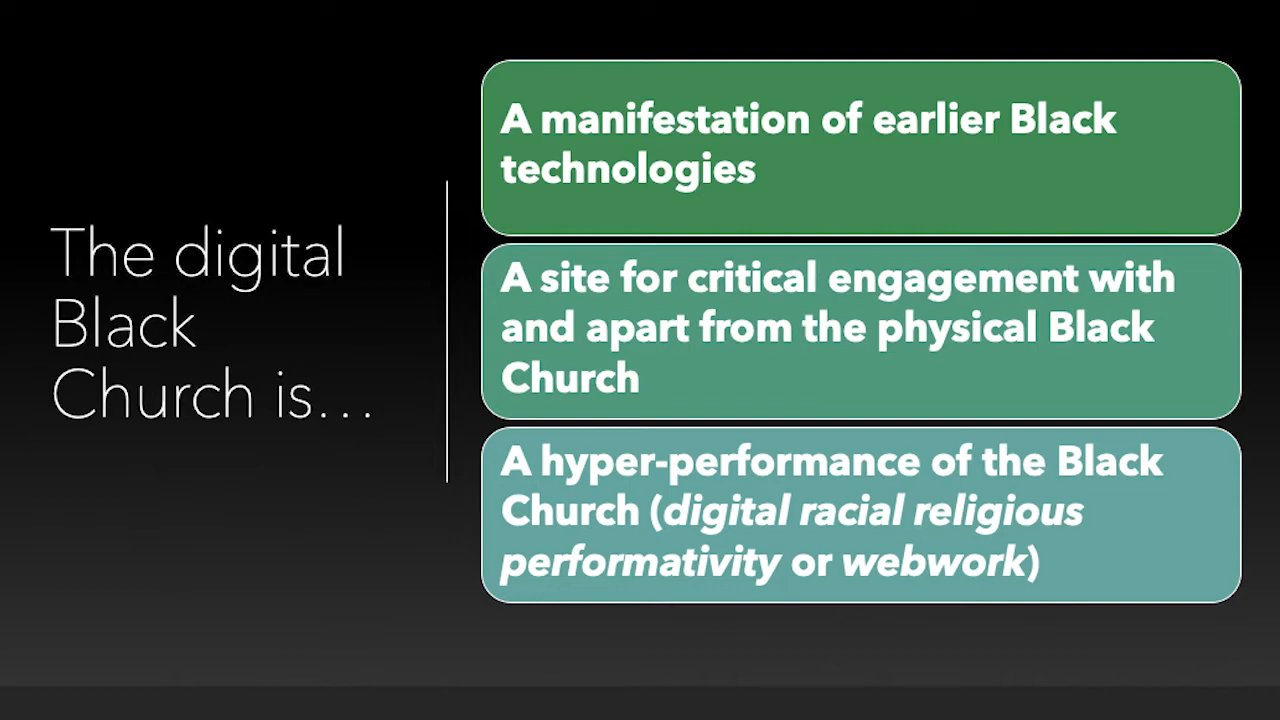 The digital
Black
Church is…
A manifestation of earlier Black
technologies
A site for critical engagement with
and apart from the physical Black
Church
A hyper-performance of the Black
Church (digital racial religious
performativity or webwork)